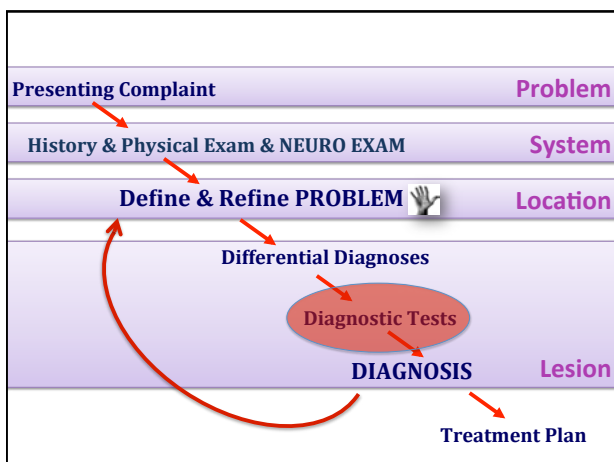 Presenting Complaint Problem
History & Physical Exam & NEURO EXAM System
Define & Refine PROBLEM Location
Differential Diagnoses
Diagnostic Tests
DIAGNOSIS Lesion
Treatment Plan